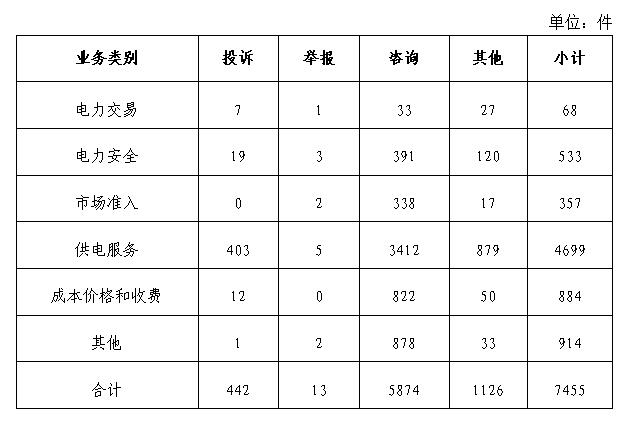 单位：件
业务类别 投诉 举报 咨询 其他 小计
电力交易 7 1 33 27 68
电力安全 19 3 391 120 533
市场准入 0 2 338 17 357
供电服务 403 5 3412 879 4699
成本价格和收费 12 0 822 50 884
其他 1 2 878 33 914
合计 442 13 5874 1126 7455